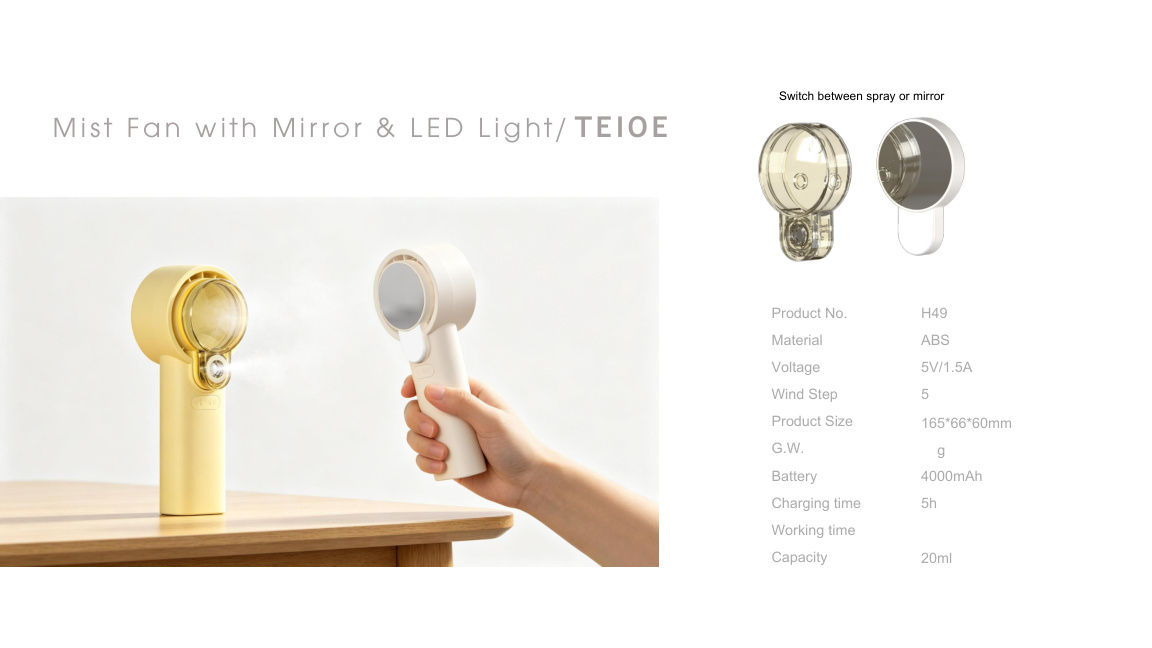 Switch between spray or mirror
Mist Fan with Mirror & LED Light/ TEIOE
Product No. H49
Material ABS
Voltage 5V/1.5A
Wind Step 5
Product Size 165*66*60mm
G.W. g
Battery 4000mAh
Charging time 5h
Working time
Capacity 20ml